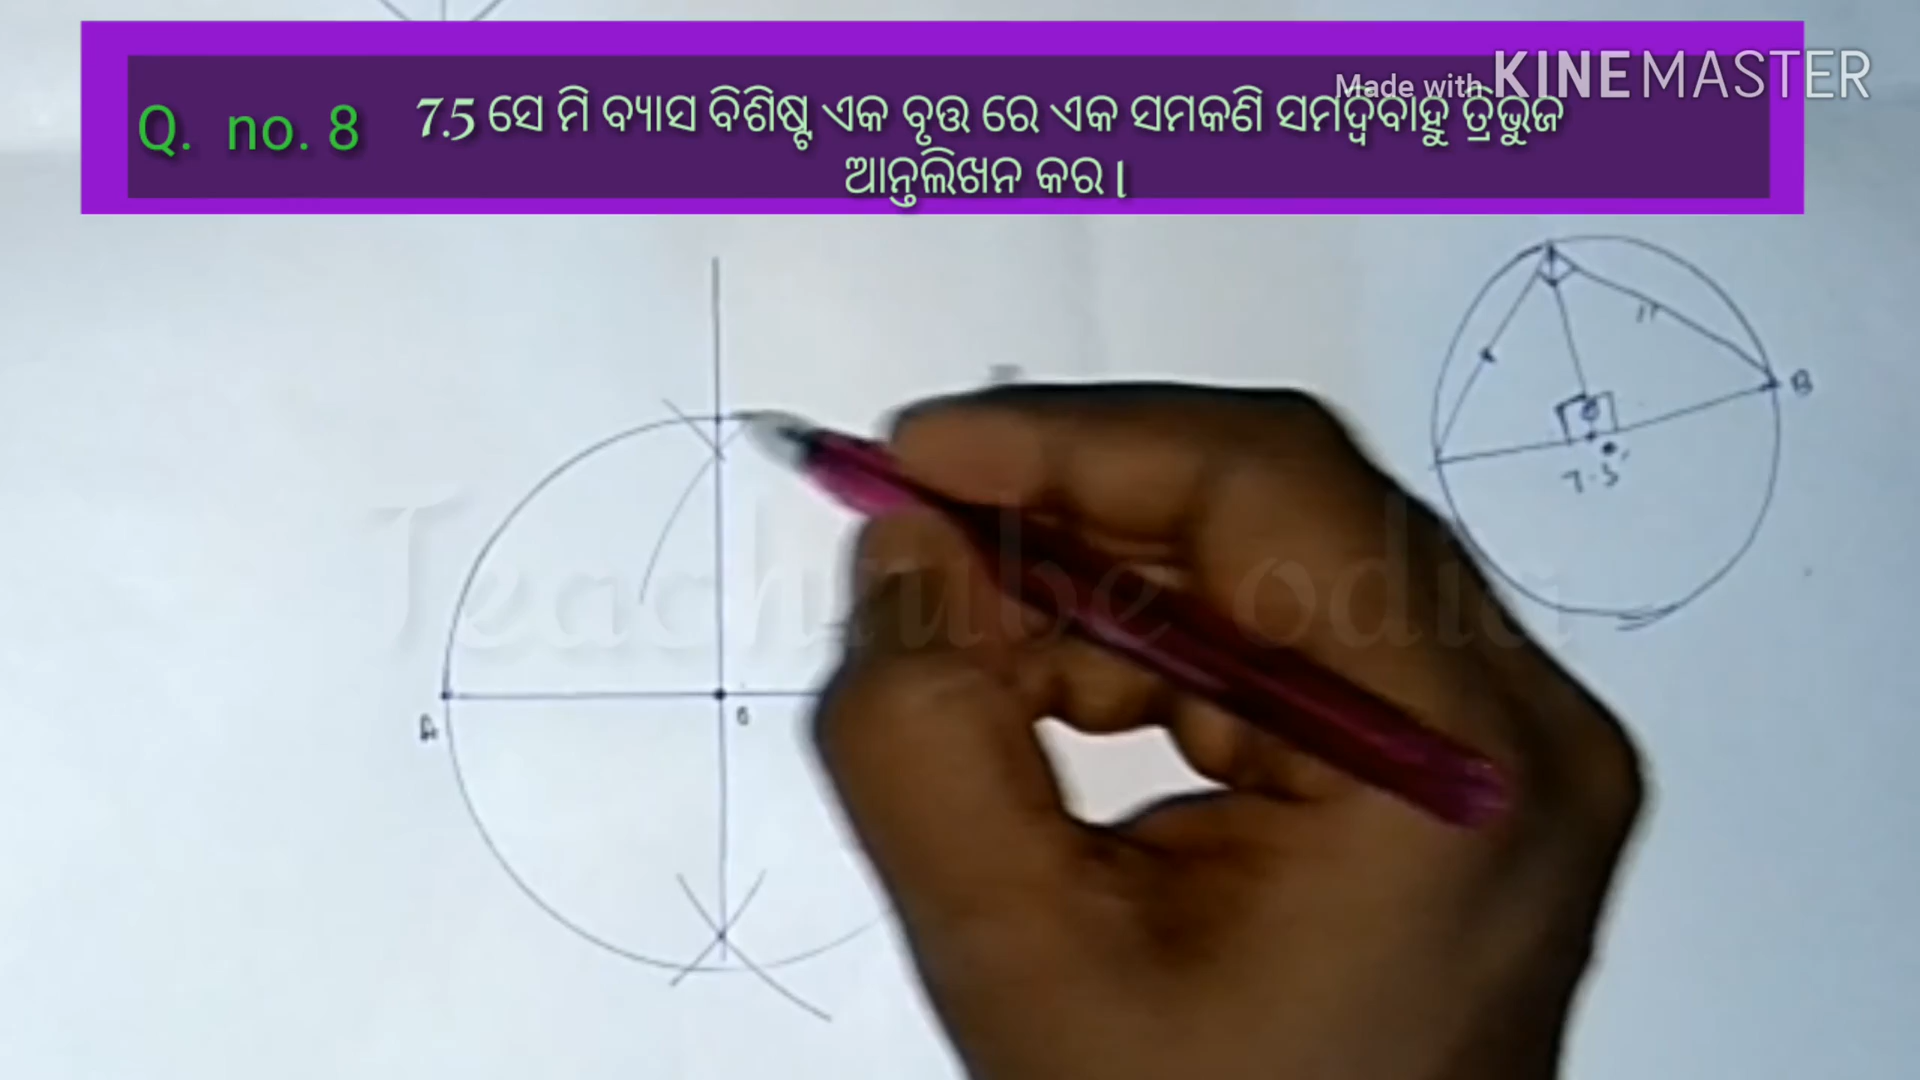 Made with KINEMASTER
Q. no. 8 7.5 ସେ ମି ବ୍ୟାସ ବିଶିଷ୍ଟ ଏକ ବୃତ୍ତ ରେ ଏକ ସମକଣି ସମଦ୍ବିବାହୁ ତ୍ରିଭୁଜ
ଆନ୍ତଲିଖନ କର ।
B
7.5
Teachtube odia
A